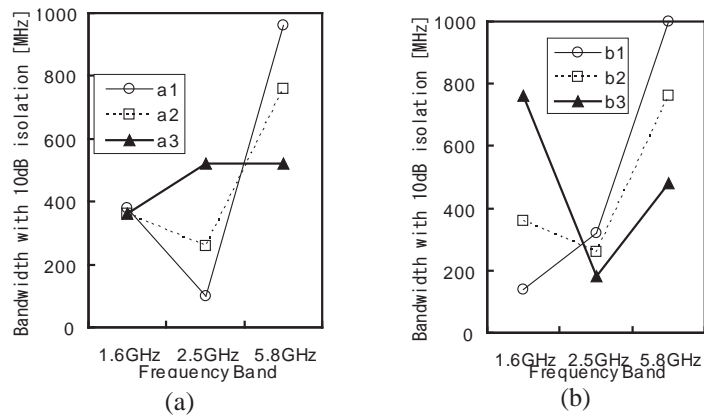 Bandwidth with 10dB isolation [MHz]
1000
800
600
400
200
0
a1
a2
a3
1.6GHz 2.5GHz 5.8GHz
Frequency Band
(a)
Bandwidth with 10dB isolation [MHz]
1000
800
600
400
200
0
b1
b2
b3
1.6GHz 2.5GHz 5.8GHz
Frequency Band
(b)